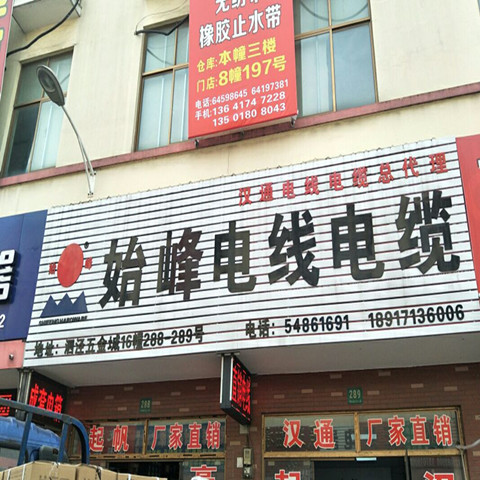 橡胶止水带
仓库:本幢三楼
门店:8幢197号
电话:64598645 64197381
手机:136 4174 7228
135 0180 8043
汉通电线电缆总代理
始峰电线电缆
地址:泗泾五金城16幢288-289号
电话:54861691 18917136006
288
289
起帆 厂家直销
汉通 厂家直销